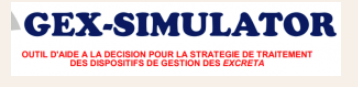 GEX-SIMULATOR
OUTIL D'AIDE A LA DECISION POUR LA STRATEGIE DE TRAITEMENT
DES DISPOSITIFS DE GESTION DES EXCRETA